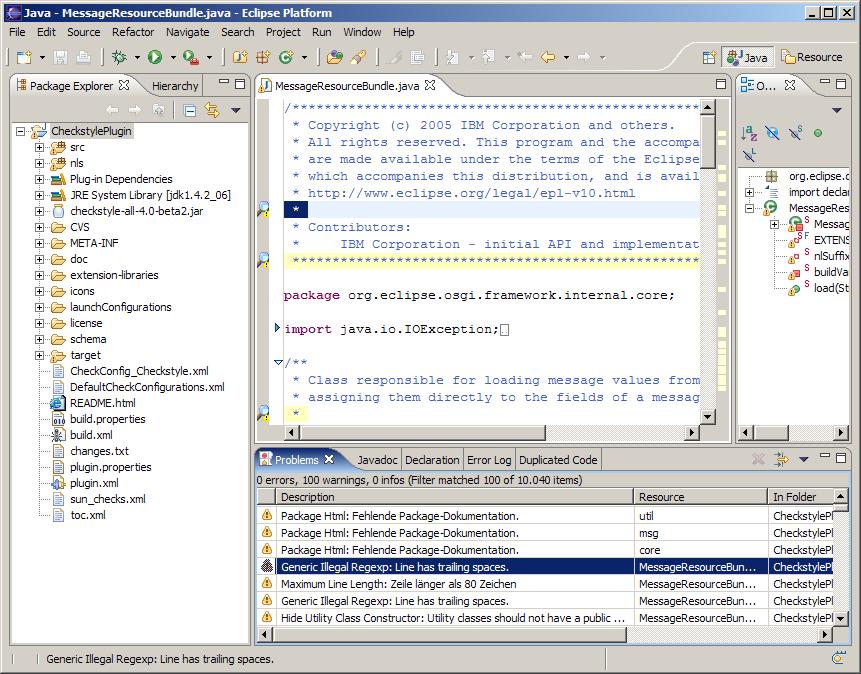 Java - MessageResourceBundle.java - Eclipse Platform
File Edit Source Refactor Navigate Search Project Run Window Help
Java Resource
Package Explorer Hierarchy
CheckstylePlugin
src
nls
Plug-in Dependencies
JRE System Library [jdk1.4.2_06]
checkstyle-all-4.0-beta2.jar
CVS
META-INF
doc
extension-libraries
icons
launchConfigurations
license
schema
target
CheckConfig_Checkstyle.xml
DefaultCheckConfigurations.xml
README.html
build.properties
build.xml
changes.txt
plugin.properties
plugin.xml
sun_checks.xml
toc.xml
MessageResourceBundle.java
/*******************************************************
* Copyright (c) 2005 IBM Corporation and others.
* All rights reserved. This program and the accompa
* are made available under the terms of the Eclipse
* which accompanies this distribution, and is avail
* http://www.eclipse.org/legal/epl-v10.html
*
* Contributors:
*     IBM Corporation - initial API and implementat
*******************************************************
package org.eclipse.osgi.framework.internal.core;
import java.io.IOException;
/**
* Class responsible for loading message values from
* assigning them directly to the fields of a messag
*
O...
org.eclipse.o
import declar
MessageRes
Messag
EXTENS
nlSuffix
buildVa
load(St
Problems Javadoc Declaration Error Log Duplicated Code
0 errors, 100 warnings, 0 infos (Filter matched 100 of 10.040 items)
Description Resource In Folder
Package Html: Fehlende Package-Dokumentation. util CheckstylePl
Package Html: Fehlende Package-Dokumentation. msg CheckstylePl
Package Html: Fehlende Package-Dokumentation. core CheckstylePl
Generic Illegal Regexp: Line has trailing spaces. MessageResourceBun... CheckstylePl
Maximum Line Length: Zeile länger als 80 Zeichen MessageResourceBun... CheckstylePl
Generic Illegal Regexp: Line has trailing spaces. MessageResourceBun... CheckstylePl
Hide Utility Class Constructor: Utility classes should not have a public ... MessageResourceBun... CheckstylePl
Generic Illegal Regexp: Line has trailing spaces.